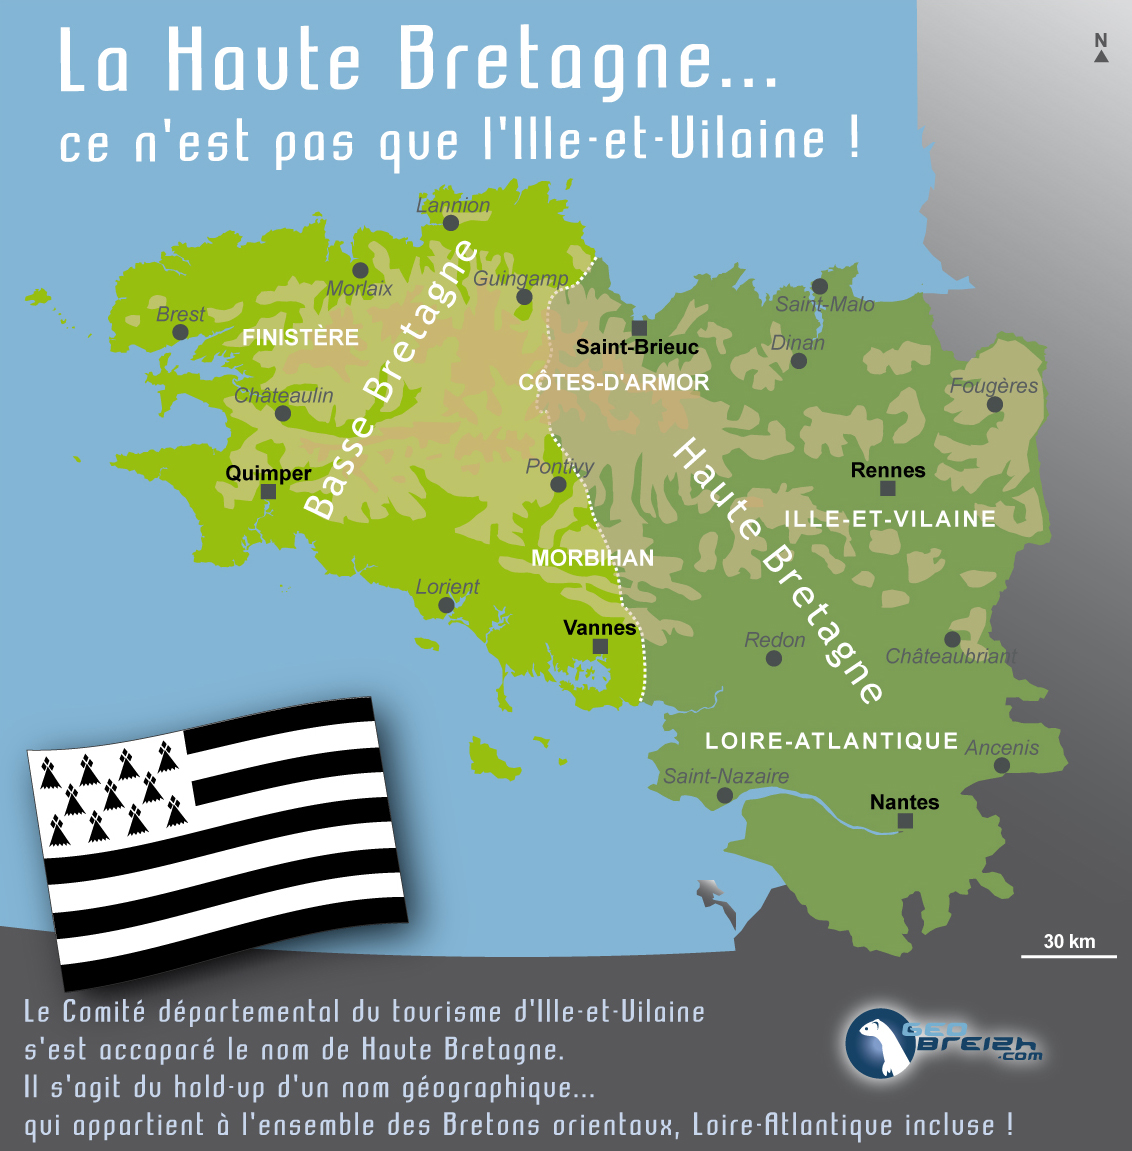 La Haute Bretagne...
ce n'est pas que l'Ille-et-Vilaine !
N
Lannion
Morlaix
Guingamp
Brest
FINISTÈRE
Basse Bretagne
Saint-Malo
Saint-Brieuc
Dinan
CÔTES-D'ARMOR
Châteaulin
Fougères
Quimper
Pontivy
Haute Bretagne
Rennes
ILLE-ET-VILAINE
MORBIHAN
Lorient
Vannes
Redon
Châteaubriant
LOIRE-ATLANTIQUE
Ancenis
Saint-Nazaire
Nantes
30 km
Le Comité départemental du tourisme d'Ille-et-Vilaine
s'est accaparé le nom de Haute Bretagne.
Il s'agit du hold-up d'un nom géographique...
qui appartient à l'ensemble des Bretons orientaux, Loire-Atlantique incluse !
GEO
BREIZH
.COM